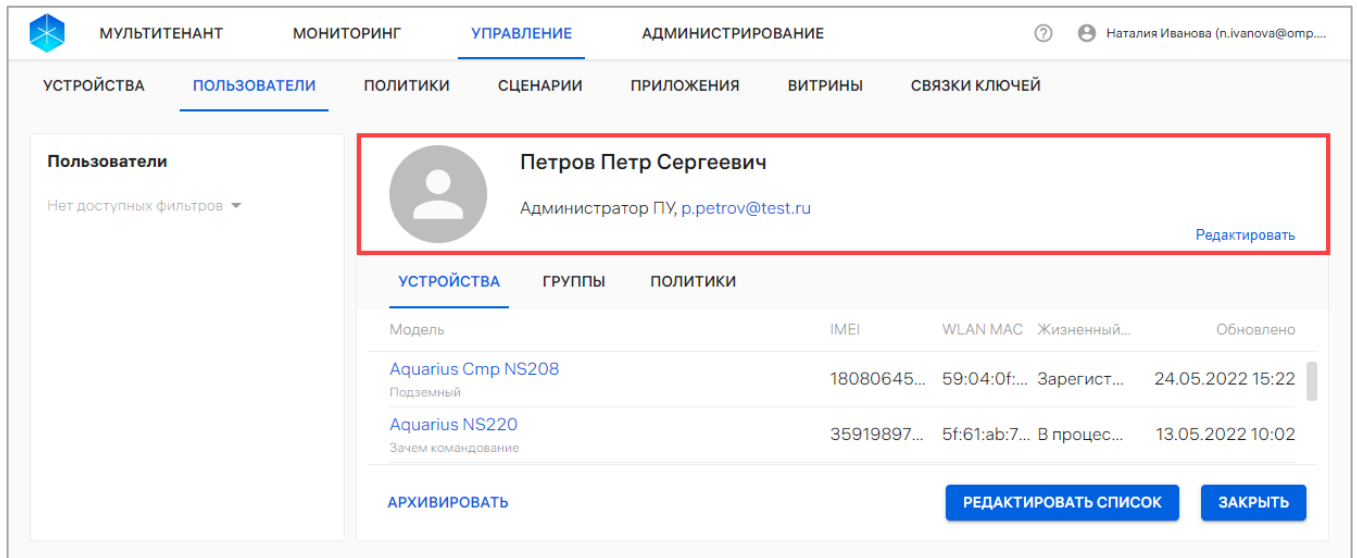 МУЛЬТИТЕНАНТ МОНИТОРИНГ УПРАВЛЕНИЕ АДМИНИСТРИРОВАНИЕ ? Наталия Иванова (n.ivanova@omp....
УСТРОЙСТВА ПОЛЬЗОВАТЕЛИ ПОЛИТИКИ СЦЕНАРИИ ПРИЛОЖЕНИЯ ВИТРИНЫ СВЯЗКИ КЛЮЧЕЙ
Пользователи
Нет доступных фильтров
Петров Петр Сергеевич
Администратор ПУ, p.petrov@test.ru
Редактировать
УСТРОЙСТВА ГРУППЫ ПОЛИТИКИ
Модель IMEI WLAN MAC Жизненный... Обновлено
Aquarius Cmp NS208 18080645... 59:04:0f:... Зарегист... 24.05.2022 15:22
Подземный
Aquarius NS220 35919897... 5f:61:ab:7... В процес... 13.05.2022 10:02
Зачем командование
АРХИВИРОВАТЬ РЕДАКТИРОВАТЬ СПИСОК ЗАКРЫТЬ